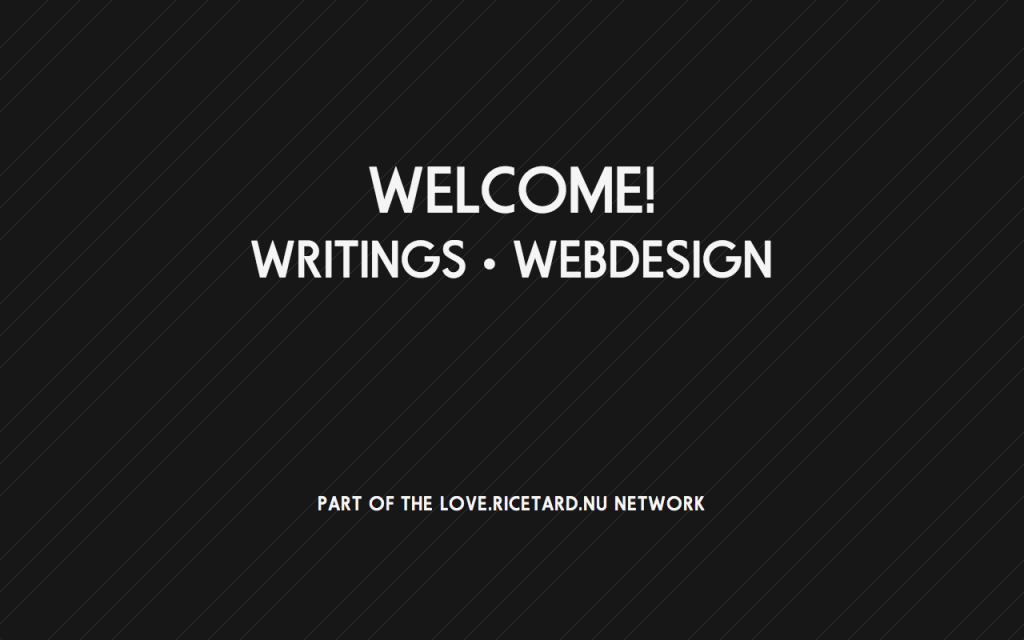 WELCOME!
WRITINGS • WEBDESIGN
PART OF THE LOVE.RICETARD.NU NETWORK